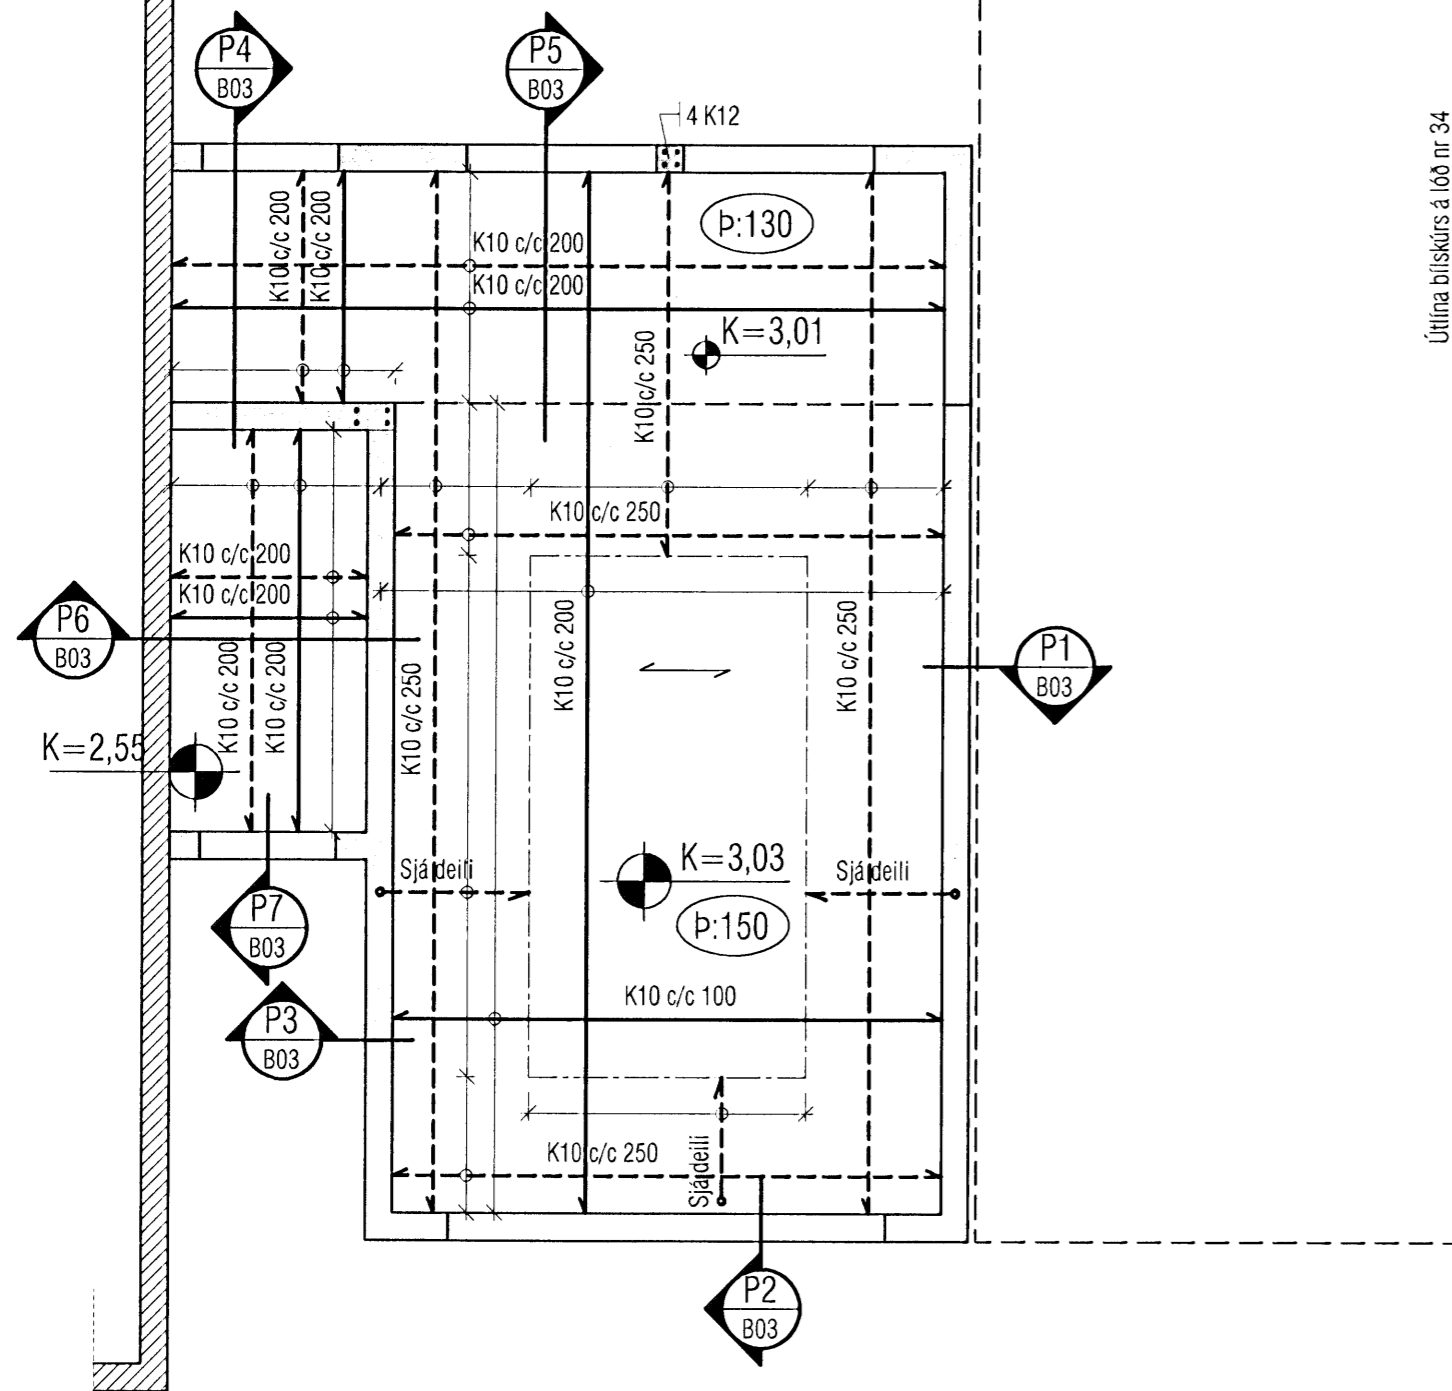 P4
B03
P5
B03
4 K12
Útlína bílskúrs á lóð nr 34
K10 c/c 200
K10 c/c 200
K10 c/c 200
K10 c/c 200
Þ:130
K=3,01
K10 c/c 250
K10 c/c 250
K10 c/c 200
K10 c/c 200
P6
B03
K10 c/c 200
K10 c/c 200
K10 c/c 250
K10 c/c 200
K10 c/c 250
P1
B03
K=2,55
Sjá deili
K=3,03
Sjá deili
Þ:150
P7
B03
K10 c/c 100
P3
B03
K10 c/c 250
Sjá deili
P2
B03